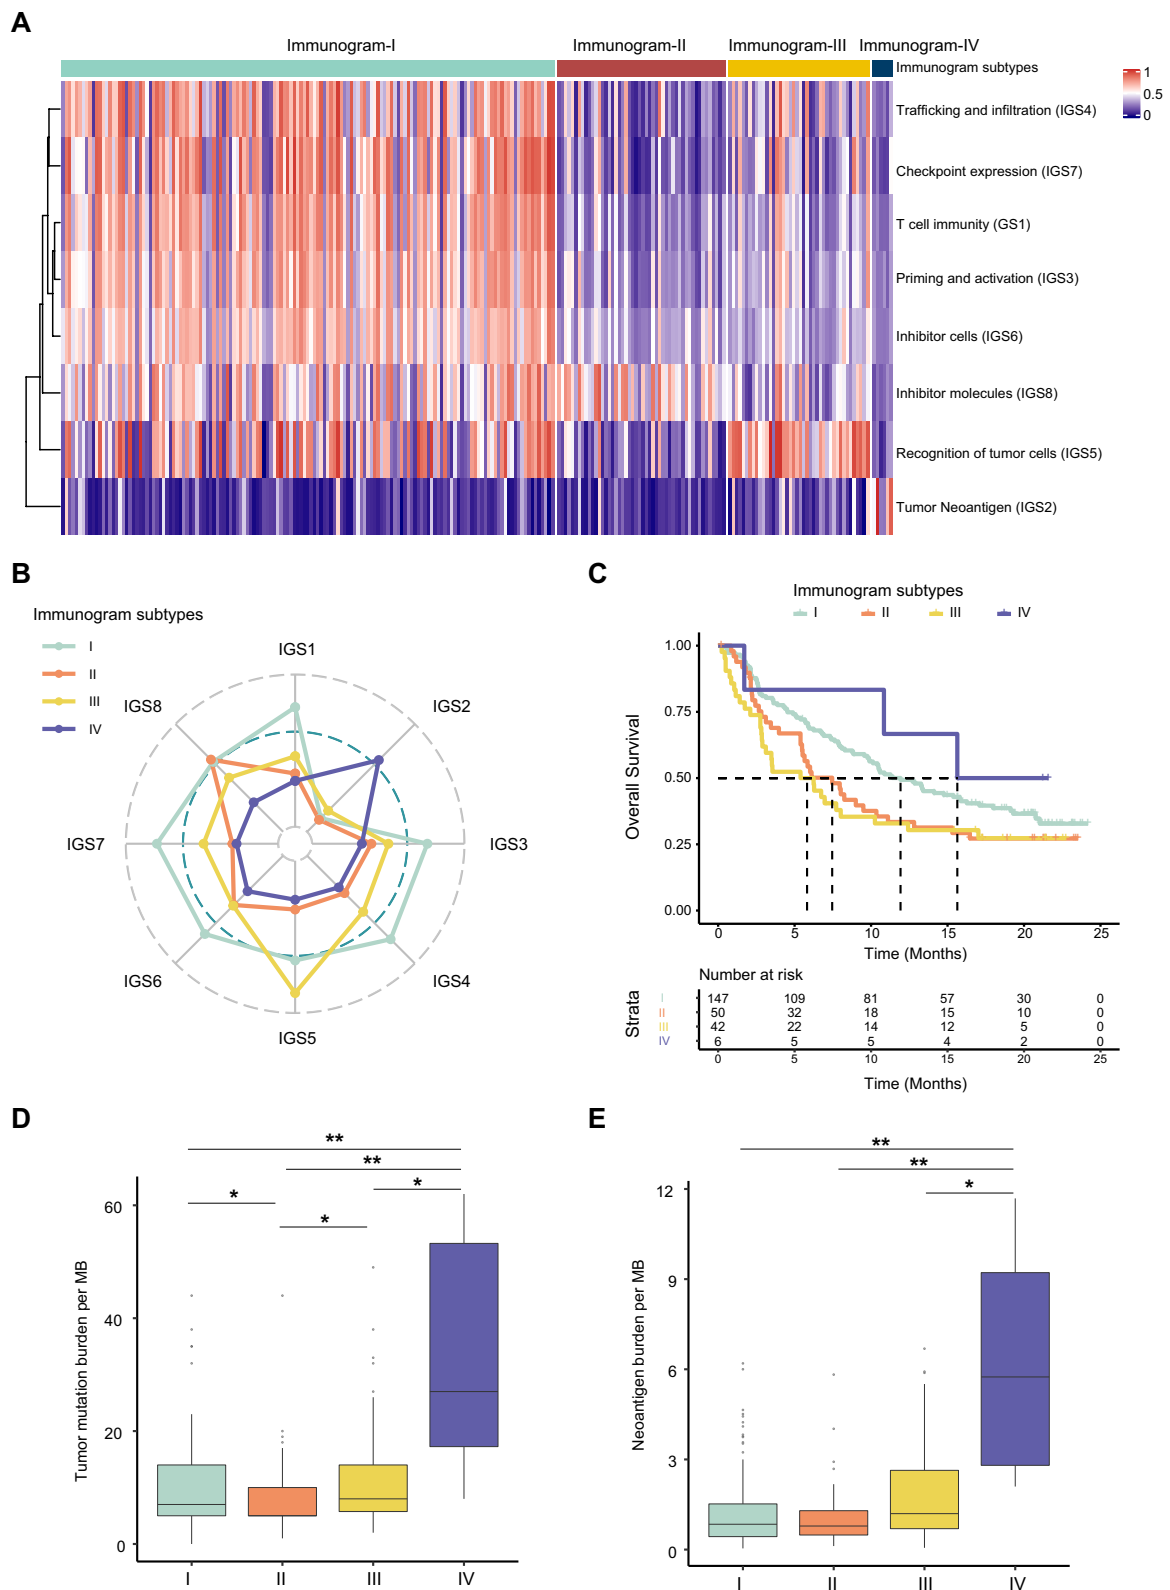 A
Immunogram-I Immunogram-II Immunogram-III Immunogram-IV
Immunogram subtypes
1
0.5
0
Trafficking and infiltration (IGS4)
Checkpoint expression (IGS7)
T cell immunity (GS1)
Priming and activation (IGS3)
Inhibitor cells (IGS6)
Inhibitor molecules (IGS8)
Recognition of tumor cells (IGS5)
Tumor Neoantigen (IGS2)
B
Immunogram subtypes
I
II
III
IV
IGS1
IGS2
IGS3
IGS4
IGS5
IGS6
IGS7
IGS8
C
Immunogram subtypes
I II III IV
Overall Survival
1.00
0.75
0.50
0.25
0.00
0 5 10 15 20 25
Time (Months)
Number at risk
Strata
I 147 109 81 57 30 0
II 50 32 18 15 10 0
III 42 22 14 12 5 0
IV 6 5 5 4 2 0
0 5 10 15 20 25
Time (Months)
D
Tumor mutation burden per MB
60
40
20
0
**
**
*
*
*
I II III IV
E
Neoantigen burden per MB
12
9
6
3
0
**
**
*
I II III IV